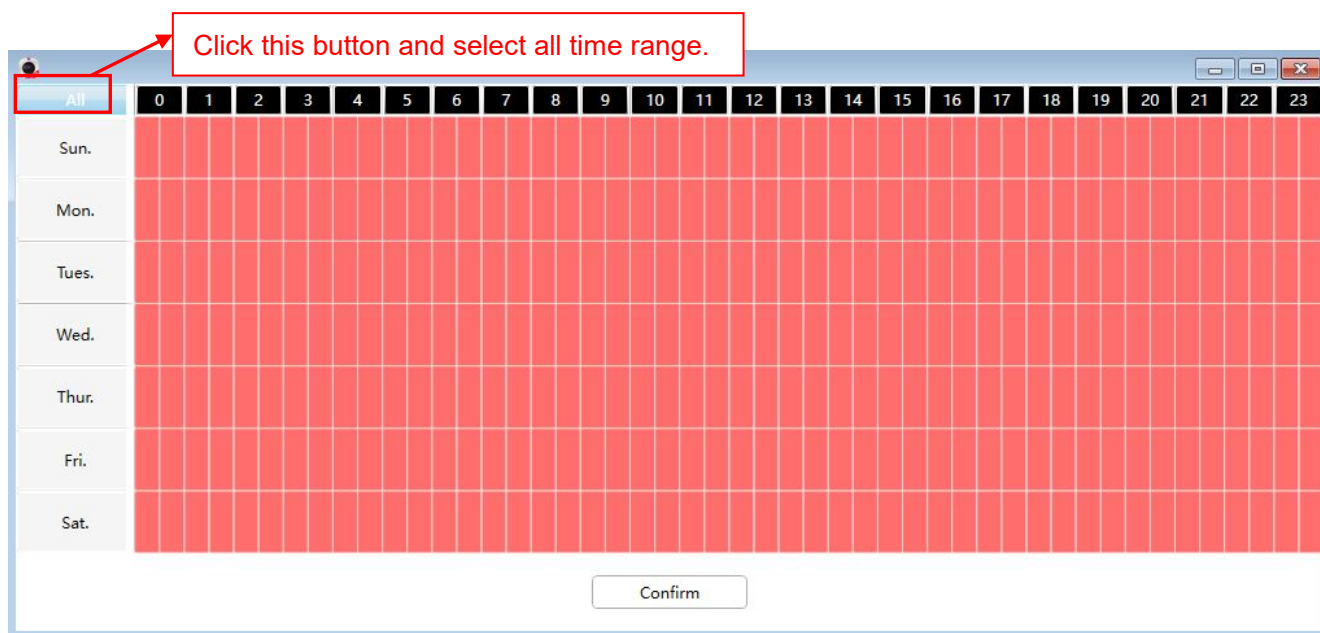 Click this button and select all time range.
All 0 1 2 3 4 5 6 7 8 9 10 11 12 13 14 15 16 17 18 19 20 21 22 23
Sun.
Mon.
Tues.
Wed.
Thur.
Fri.
Sat.
Confirm